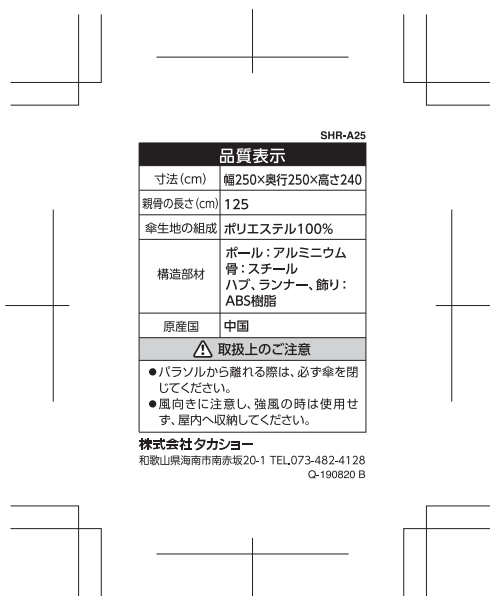 SHR-A25
品質表示
寸法(cm) 幅250×奥行250×高さ240
親骨の長さ(cm) 125
傘生地の組成 ポリエステル100%
構造部材 ポール：アルミニウム
骨：スチール
ハブ、ランナー、飾り：
ABS樹脂
原産国 中国
⚠ 取扱上のご注意
●パラソルから離れる際は、必ず傘を閉
じてください。
●風向きに注意し、強風の時は使用せ
ず、屋内へ収納してください。
株式会社タカショー
和歌山県海南市南赤坂20-1 TEL.073-482-4128
Q-190820 B